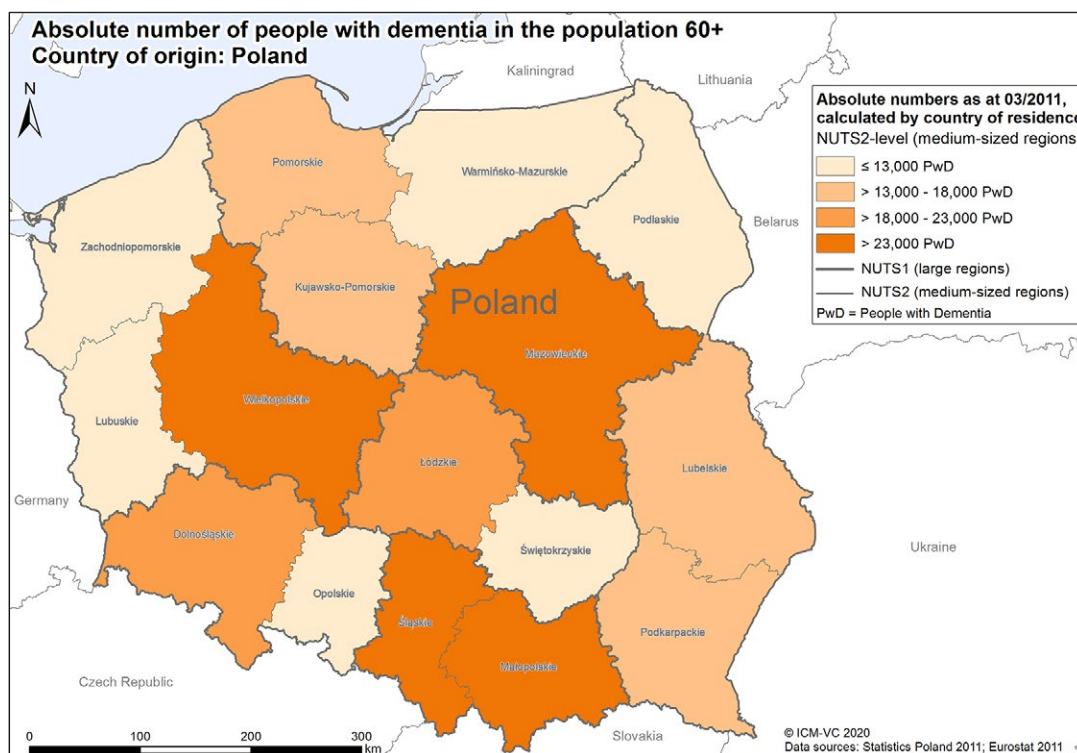 Absolute number of people with dementia in the population 60+
Country of origin: Poland
Kaliningrad
Lithuania
N
Absolute numbers as at 03/2011,
calculated by country of residence
NUTS2-level (medium-sized regions
≤ 13,000 PwD
> 13,000 - 18,000 PwD
> 18,000 - 23,000 PwD
> 23,000 PwD
NUTS1 (large regions)
NUTS2 (medium-sized regions)
PwD = People with Dementia
Pomorskie
Warmińsko-Mazurskie
Podlaskie
Belarus
Zachodniopomorskie
Kujawsko-Pomorskie
Poland
Mazowieckie
Wielkopolskie
Lubuskie
Łódzkie
Lubelskie
Germany
Dolnośląskie
Świętokrzyskie
Ukraine
Opolskie
Śląskie
Podkarpackie
Małopolskie
Czech Republic
Slovakia
0 100 200 300
km
© ICM-VC 2020
Data sources: Statistics Poland 2011; Eurostat 2011